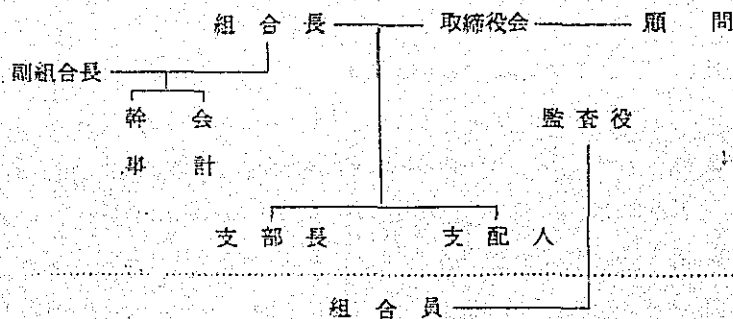 組合長 取締役会 顧問
副組合長
幹事 会計
監査役
支部長 支配人
組合員